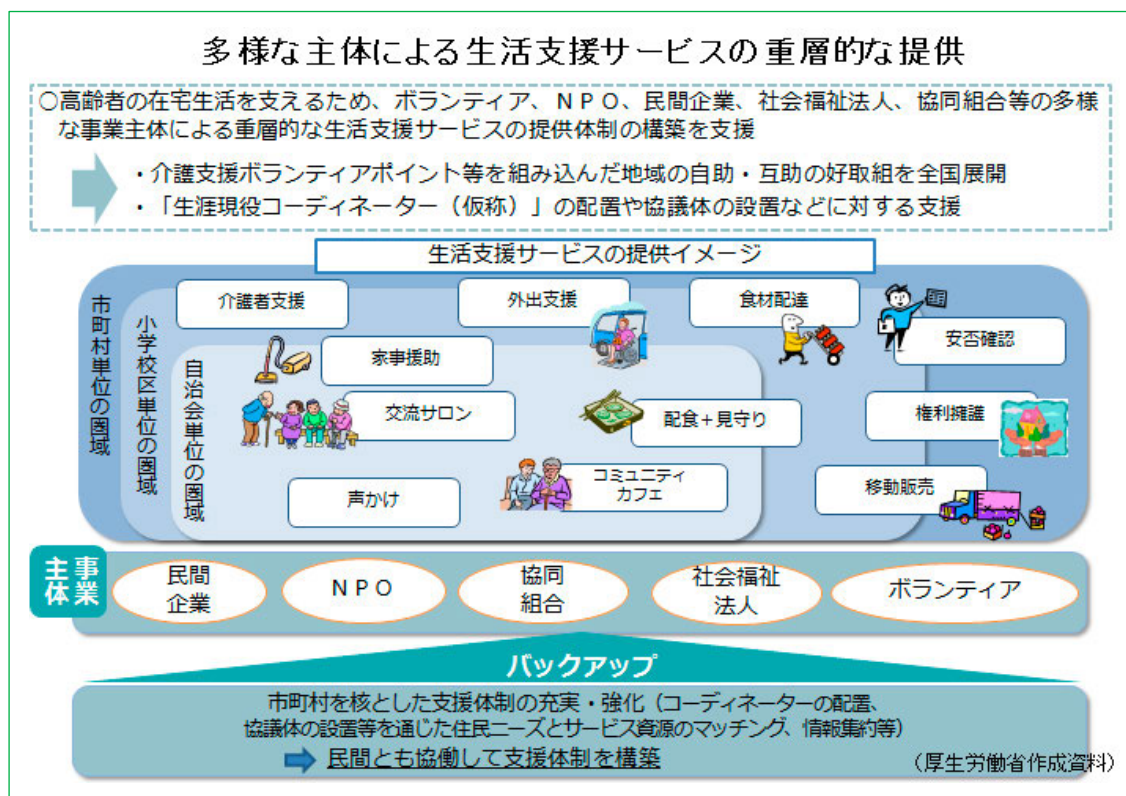 多様な主体による生活支援サービスの重層的な提供
○高齢者の在宅生活を支えるため、ボランティア、ＮＰＯ、民間企業、社会福祉法人、協同組合等の多様
な事業主体による重層的な生活支援サービスの提供体制の構築を支援
・介護支援ボランティアポイント等を組み込んだ地域の自助・互助の好取組を全国展開
・「生涯現役コーディネーター（仮称）」の配置や協議体の設置などに対する支援
生活支援サービスの提供イメージ
市町村単位の圏域
小学校区単位の圏域
自治会単位の圏域
介護者支援
外出支援
食材配達
安否確認
家事援助
交流サロン
配食＋見守り
権利擁護
声かけ
コミュニティ
カフェ
移動販売
事業
主体
民間
企業
ＮＰＯ
協同
組合
社会福祉
法人
ボランティア
バックアップ
市町村を核とした支援体制の充実・強化（コーディネーターの配置、
協議体の設置等を通じた住民ニーズとサービス資源のマッチング、情報集約等）
民間とも協働して支援体制を構築
（厚生労働省作成資料）